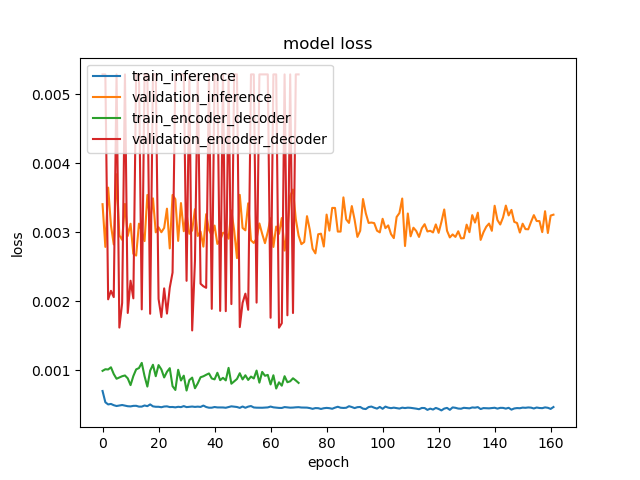 model loss
train_inference
validation_inference
train_encoder_decoder
validation_encoder_decoder
0.005
0.004
0.003
0.002
0.001
loss
0 20 40 60 80 100 120 140 160
epoch